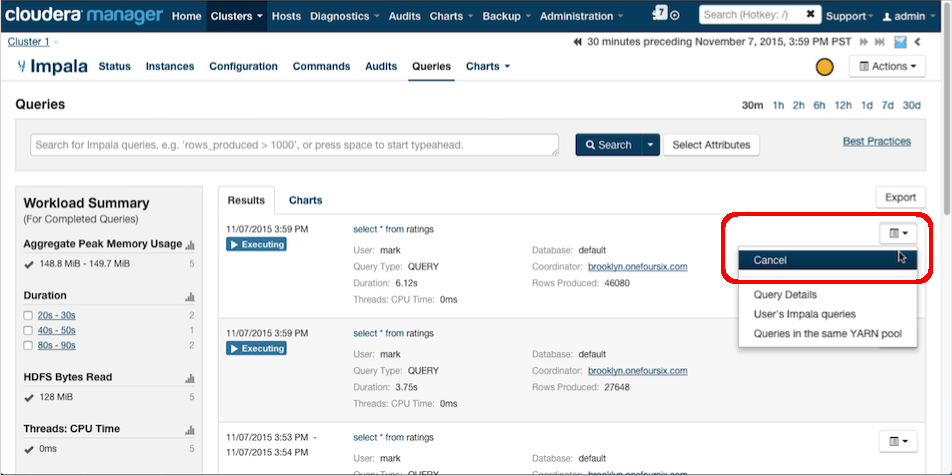 cloudera manager Home Clusters Hosts Diagnostics Audits Charts Backup Administration 7 Search (Hotkey: /) Support admin
Cluster 1 30 minutes preceding November 7, 2015, 3:59 PM PST
Impala Status Instances Configuration Commands Audits Queries Charts Actions
Queries 30m 1h 2h 6h 12h 1d 7d 30d
Search for Impala queries, e.g. 'rows_produced > 1000', or press space to start typeahead. Search Select Attributes Best Practices
Workload Summary
(For Completed Queries)
Aggregate Peak Memory Usage
148.8 MiB - 149.7 MiB 5
Duration
20s - 30s 2
40s - 50s 1
80s - 90s 2
HDFS Bytes Read
128 MiB 5
Threads: CPU Time
0ms 5
Results Charts Export
11/07/2015 3:59 PM select * from ratings
Executing
User: mark Database: default
Query Type: QUERY Coordinator: brooklyn.onefoursix.com
Duration: 6.12s Rows Produced: 46080
Threads: CPU Time: 0ms
Cancel
Query Details
User's Impala queries
Queries in the same YARN pool
11/07/2015 3:59 PM select * from ratings
Executing
User: mark Database: default
Query Type: QUERY Coordinator: brooklyn.onefoursix.com
Duration: 3.75s Rows Produced: 27648
Threads: CPU Time: 0ms
11/07/2015 3:53 PM - select * from ratings
11/07/2015 3:54 PM
User: mark Database: default
Query Type: QUERY Coordinator: brooklyn.onefoursix.com